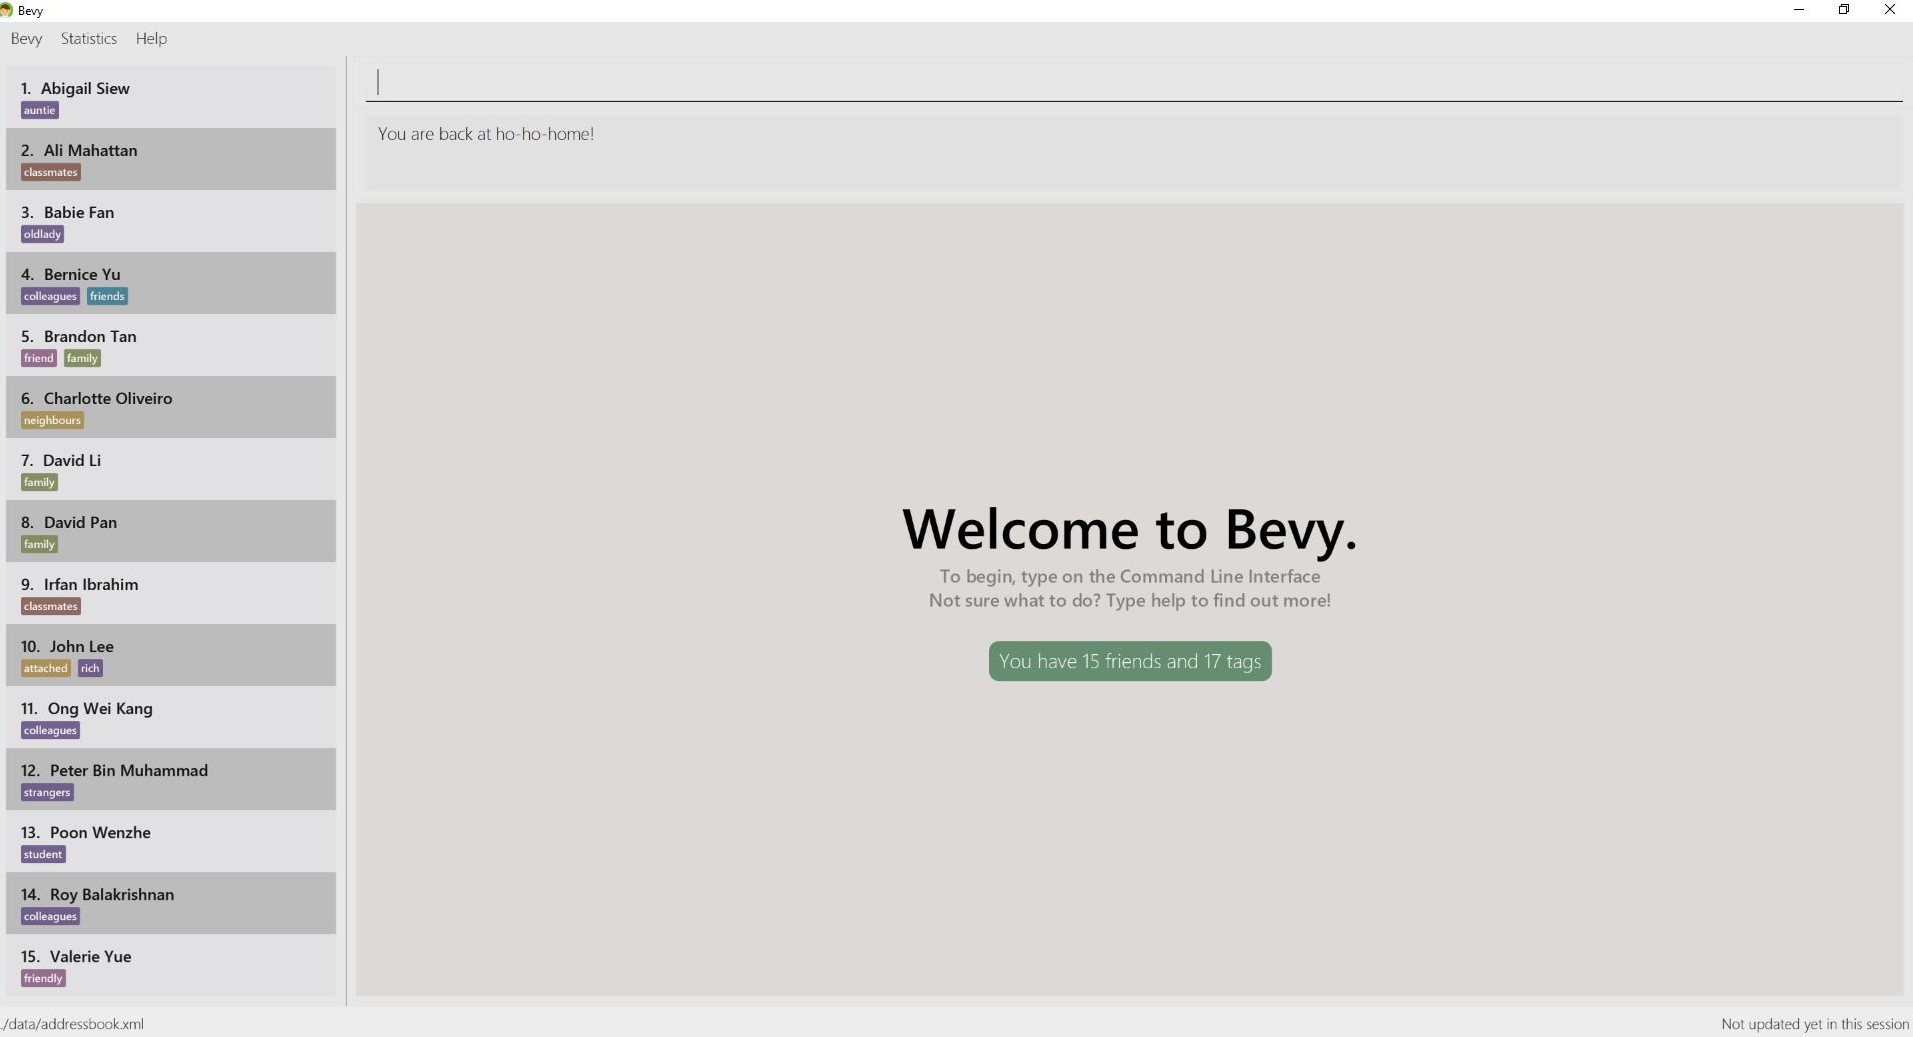 Bevy
Bevy Statistics Help
1. Abigail Siew
auntie
2. Ali Mahattan
classmates
3. Babie Fan
oldlady
4. Bernice Yu
colleagues friends
5. Brandon Tan
friend family
6. Charlotte Oliveiro
neighbours
7. David Li
family
8. David Pan
family
9. Irfan Ibrahim
classmates
10. John Lee
attached rich
11. Ong Wei Kang
colleagues
12. Peter Bin Muhammad
strangers
13. Poon Wenzhe
student
14. Roy Balakrishnan
colleagues
15. Valerie Yue
friendly
You are back at ho-ho-home!
Welcome to Bevy.
To begin, type on the Command Line Interface
Not sure what to do? Type help to find out more!
You have 15 friends and 17 tags
./data/addressbook.xml
Not updated yet in this session